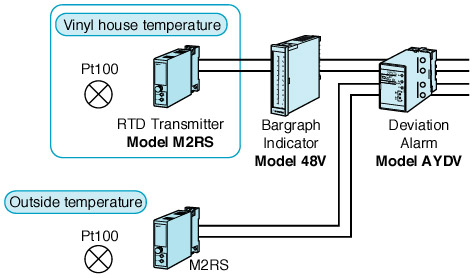 Vinyl house temperature
Pt100
RTD Transmitter
Model M2RS
Bargraph
Indicator
Model 48V
Deviation
Alarm
Model AYDV
Outside temperature
Pt100
M2RS